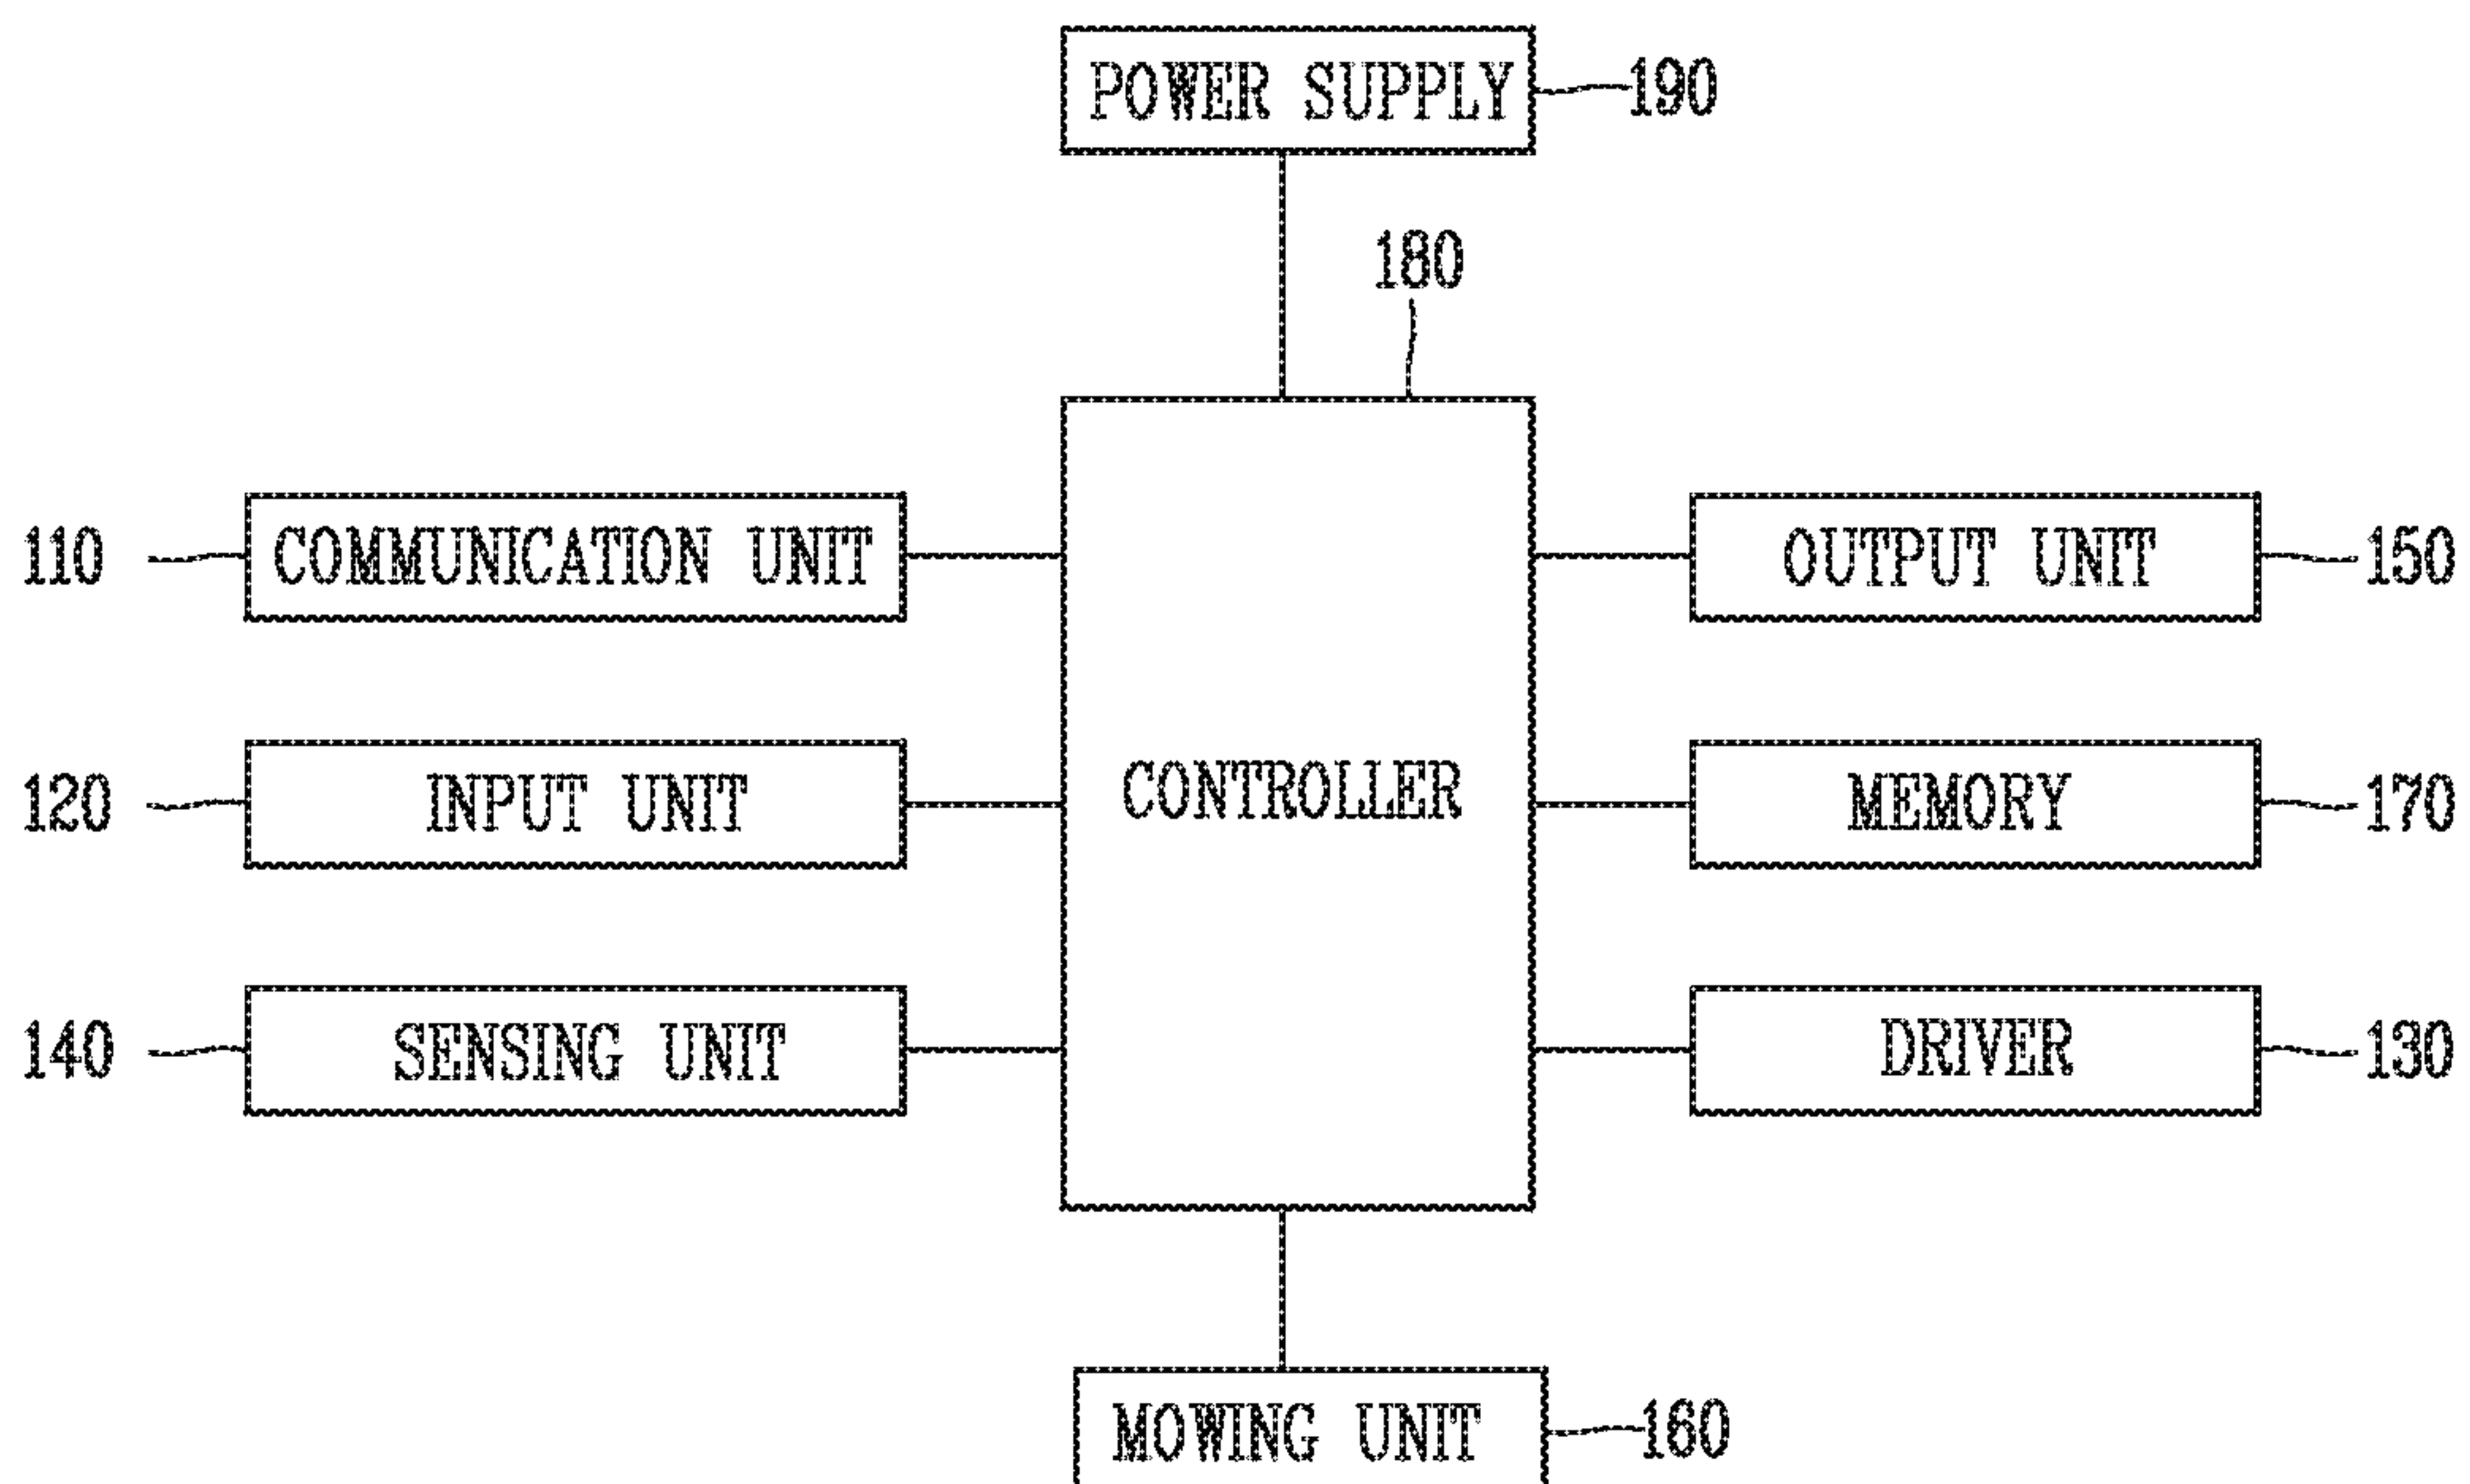 POWER SUPPLY 190
180
110 COMMUNICATION UNIT OUTPUT UNIT 150
120 INPUT UNIT CONTROLLER MEMORY 170
140 SENSING UNIT DRIVER 130
MOWING UNIT 160